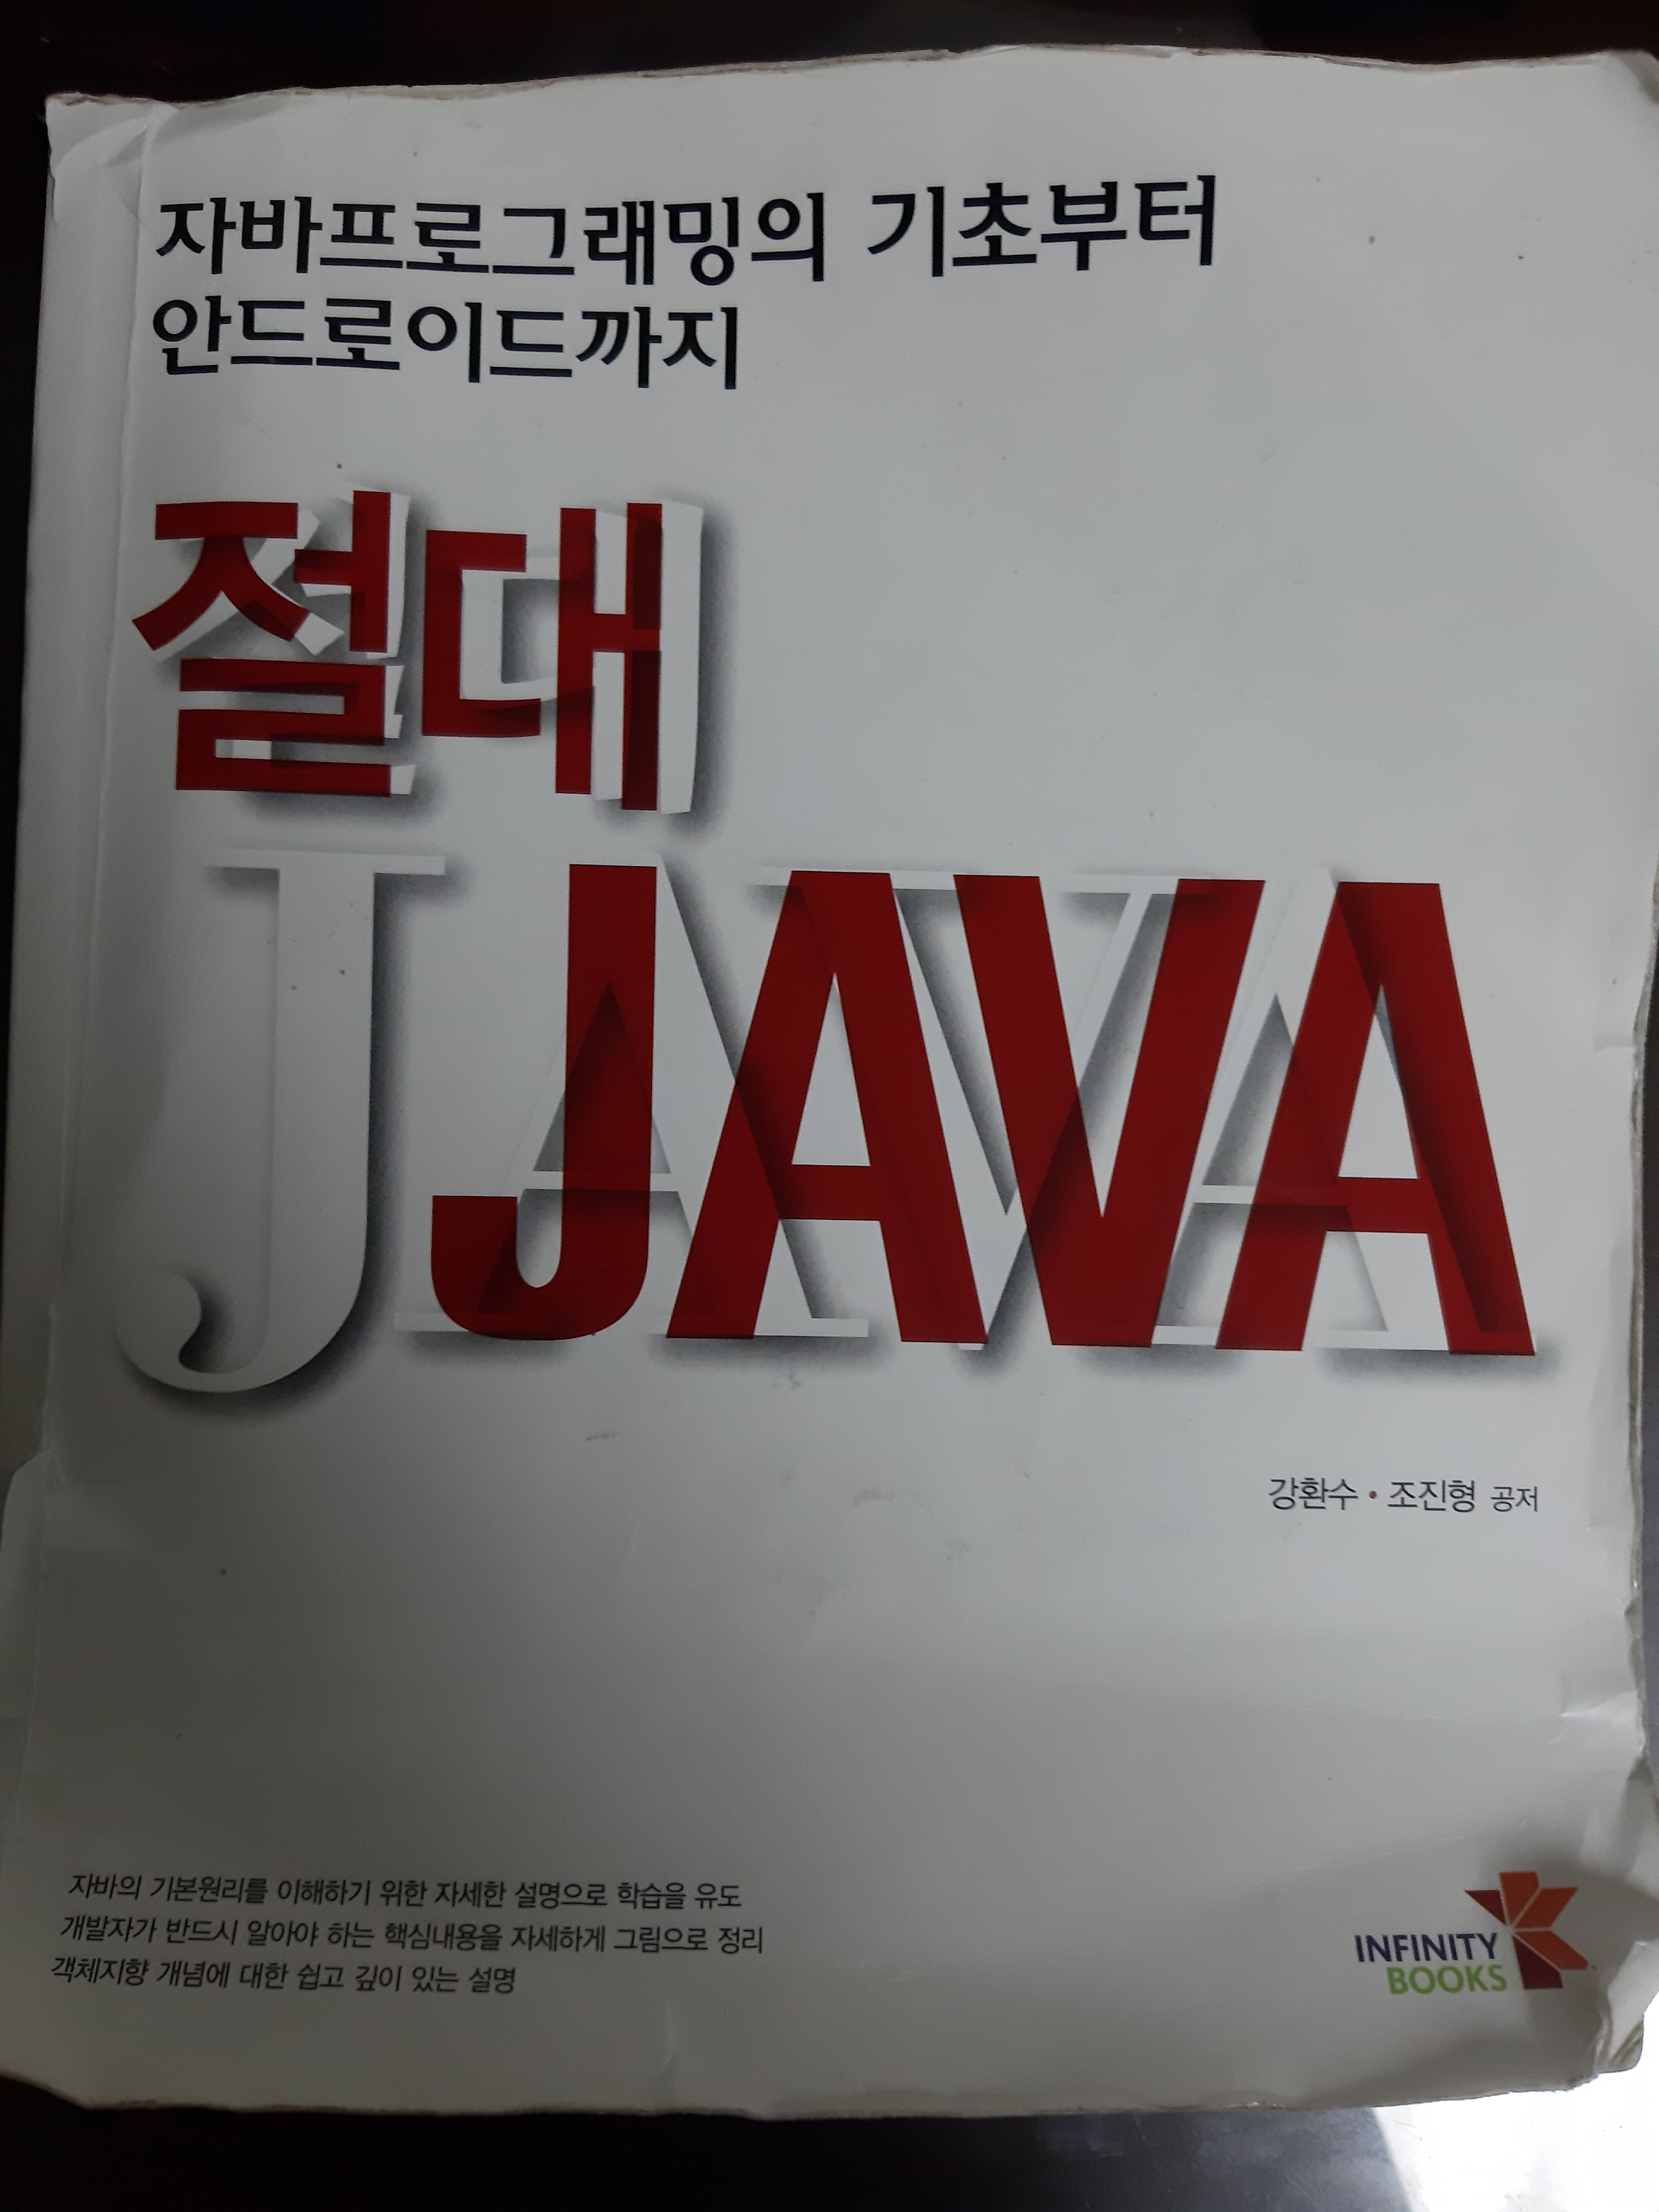 자바프로그래밍의 기초부터
안드로이드까지
절대
JAVA
강환수 • 조진형 공저
자바의 기본원리를 이해하기 위한 자세한 설명으로 학습을 유도
개발자가 반드시 알아야 하는 핵심내용을 자세하게 그림으로 정리
객체지향 개념에 대한 쉽고 깊이 있는 설명
INFINITY
BOOKS